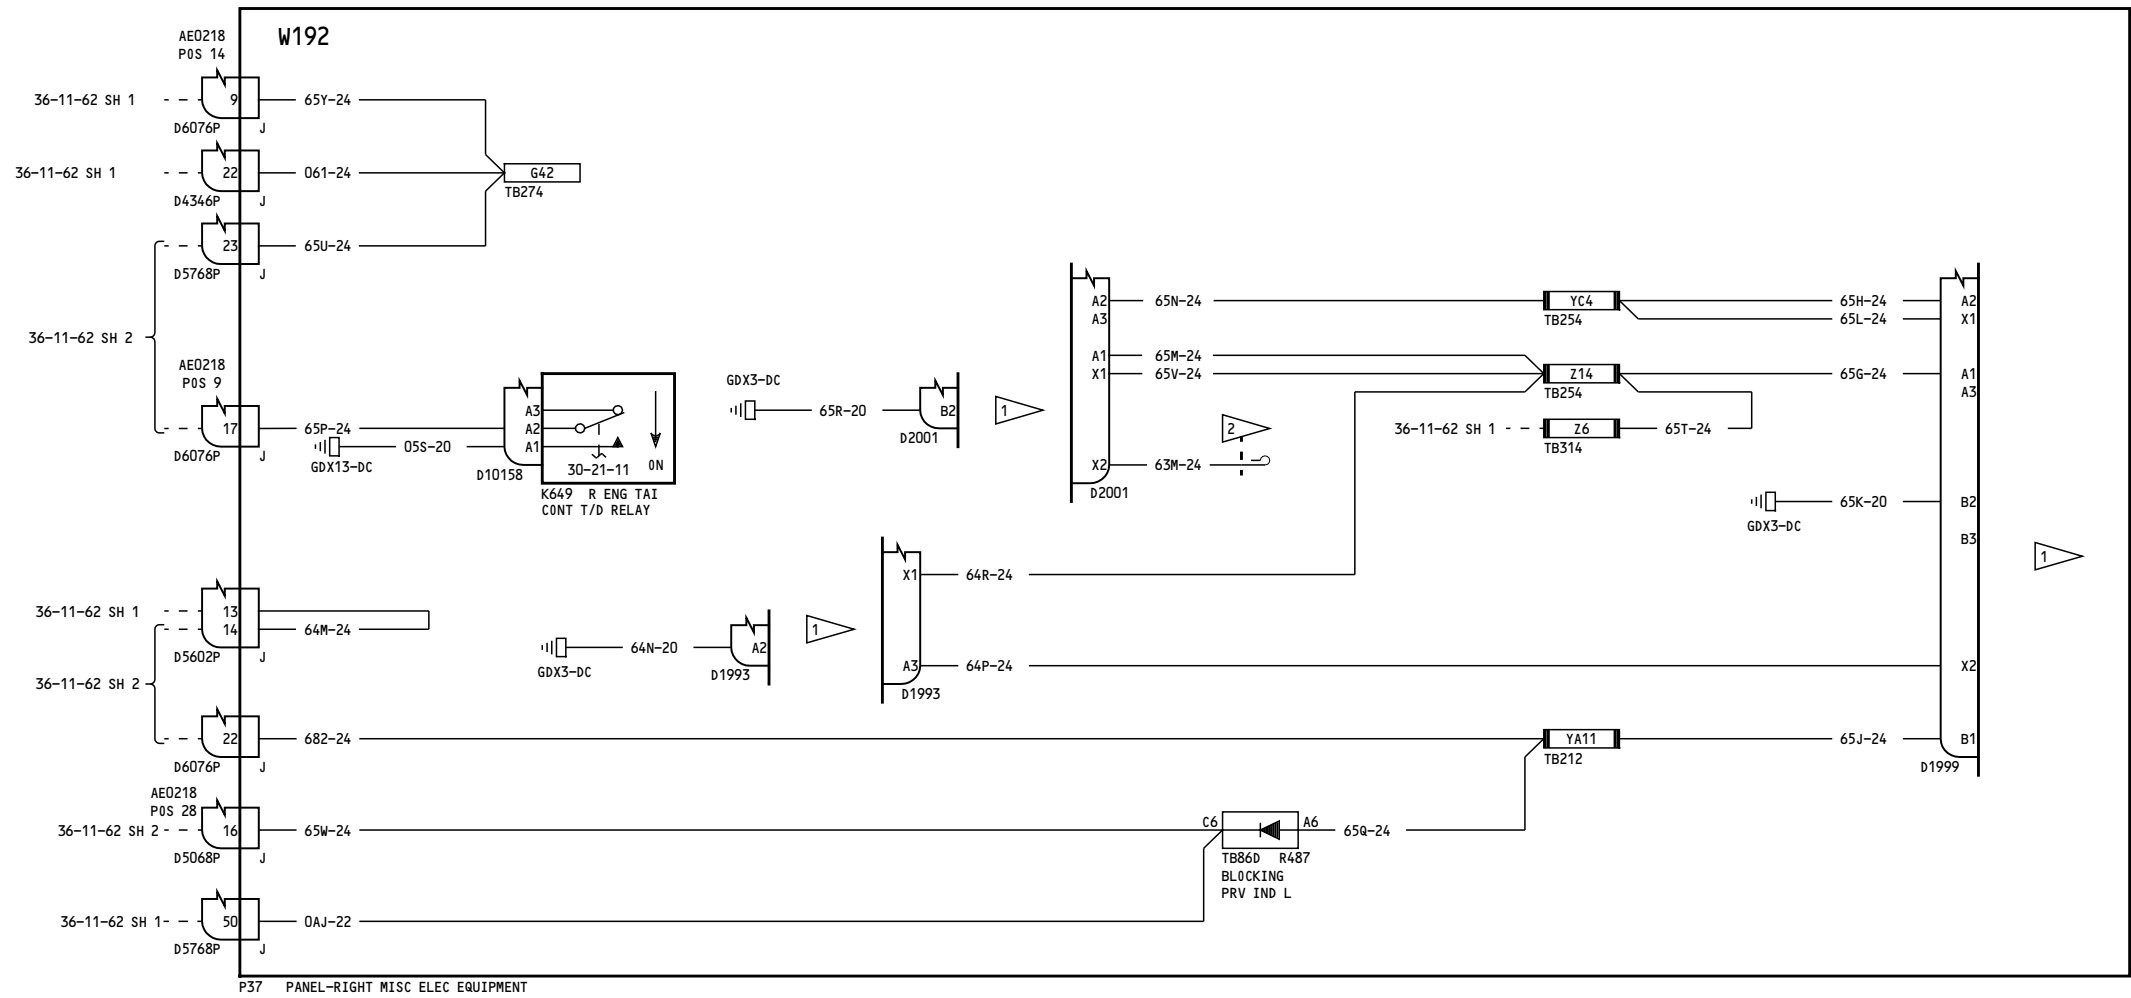 W192
AE0218
POS 14
36-11-62 SH 1
9
65Y-24
D6076P
J
36-11-62 SH 1
22
061-24
G42
TB274
D4346P
J
23
65U-24
D5768P
J
36-11-62 SH 2
AE0218
POS 9
17
65P-24
D6076P
J
GDX13-DC
05S-20
A3
A2
A1
D10158
30-21-11
ON
K649 R ENG TAI
CONT T/D RELAY
GDX3-DC
65R-20
B2
D2001
1
A2
A3
A1
X1
X2
D2001
65N-24
65M-24
65V-24
63M-24
2
YC4
TB254
Z14
TB254
36-11-62 SH 1
Z6
TB314
65T-24
65H-24
65L-24
65G-24
GDX3-DC
65K-20
A2
X1
A1
A3
B2
B3
X2
B1
D1999
1
36-11-62 SH 1
13
14
64M-24
D5602P
J
36-11-62 SH 2
GDX3-DC
64N-20
A2
D1993
1
X1
64R-24
A3
64P-24
D1993
22
682-24
D6076P
J
YA11
TB212
65J-24
AE0218
POS 28
36-11-62 SH 2
16
65W-24
D5068P
J
C6
A6
65Q-24
TB86D R487
BLOCKING
PRV IND L
36-11-62 SH 1
50
0AJ-22
D5768P
J
P37 PANEL-RIGHT MISC ELEC EQUIPMENT